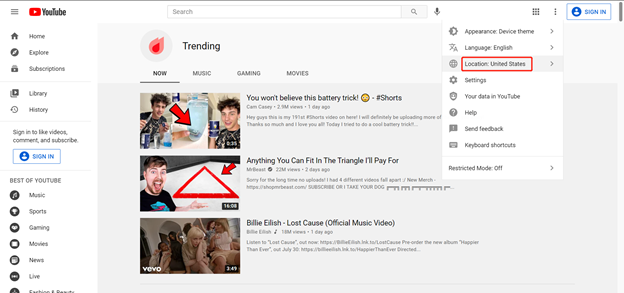 YouTube
Search
SIGN IN
Home
Explore
Subscriptions
Library
History
Sign in to like videos,
comment, and subscribe.
SIGN IN
BEST OF YOUTUBE
Music
Sports
Gaming
Movies
News
Live
Fashion & Beauty
Trending
NOW MUSIC GAMING MOVIES
You won't believe this battery trick! 😳 - #Shorts
Cam Casey • 2.9M views • 1 day ago
Hey guys this is my 191st #Shorts video on here! I will definitely be uploading more of
Thanks so much and I love you all! Today I tried to do a cool battery trick!!
0:35
Anything You Can Fit In The Triangle I'll Pay For
MrBeast 22M views • 2 days ago
Sorry for the long time no uploads! I had 4 different videos fall apart :/ New Merch -
https://shopmrbeast.com/ SUBSCRIBE OR I TAKE YOUR DOG
16:08
Billie Eilish - Lost Cause (Official Music Video)
Billie Eilish ♪ 18M views • 1 day ago
Listen to "Lost Cause", out now: https://BillieEilish.lnk.to/LostCause Pre-order the new album "Happier
Than Ever", out July 30: https://billieeilish.lnk.to/HappierThanEver Directed...
vevo
3:49
Appearance: Device theme
Language: English
Location: United States
Settings
Your data in YouTube
Help
Send feedback
Keyboard shortcuts
Restricted Mode: Off